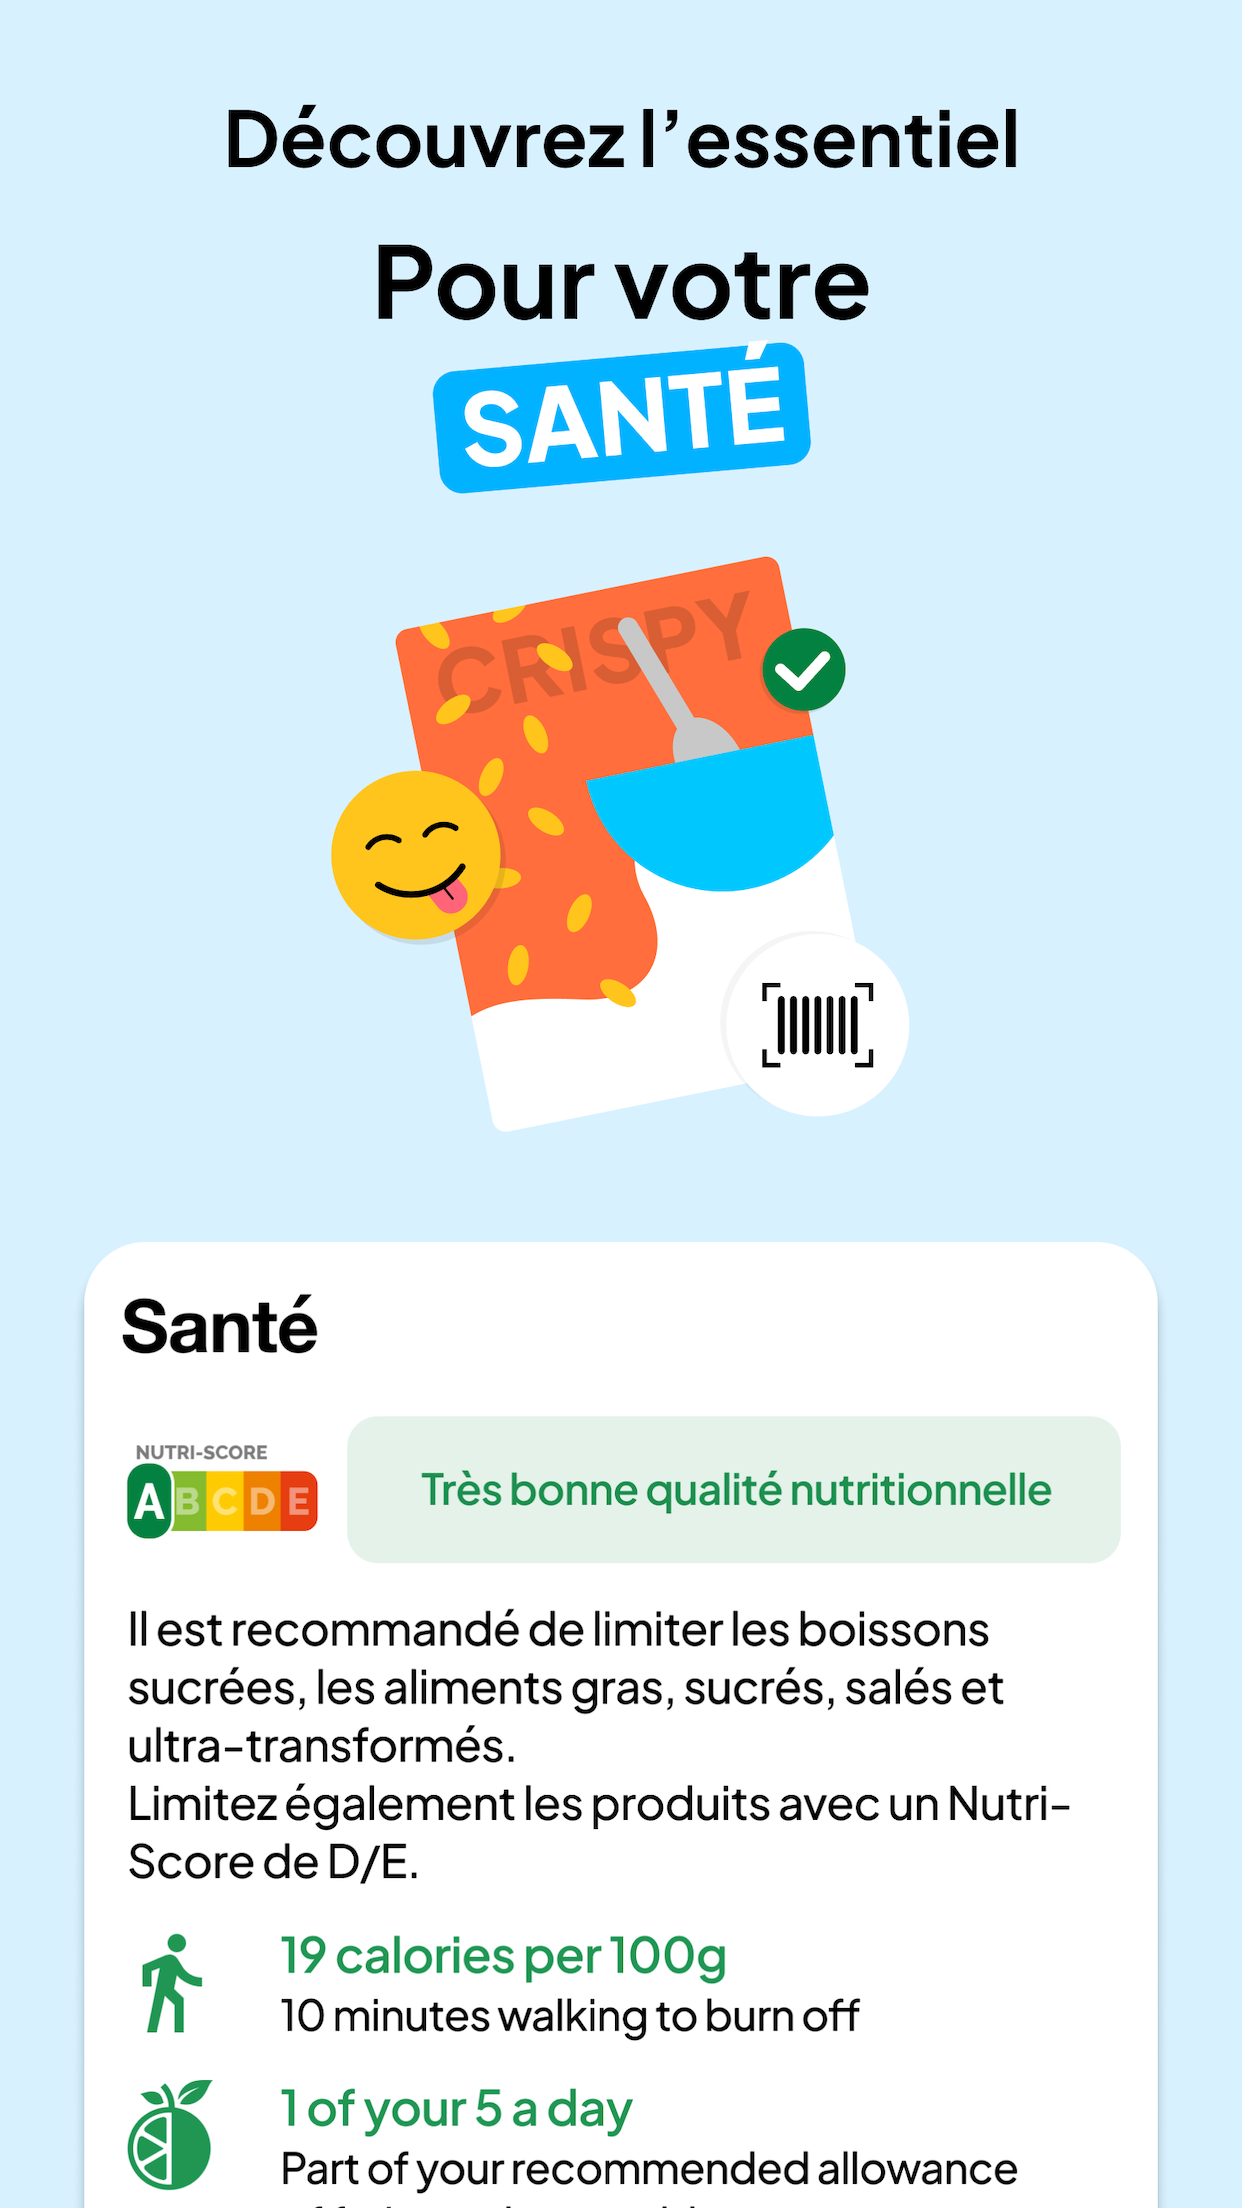 Découvrez l’essentiel
Pour votre
SANTÉ
CRISPY
Santé
NUTRI-SCORE
A B C D E
Très bonne qualité nutritionnelle
Il est recommandé de limiter les boissons
sucrées, les aliments gras, sucrés, salés et
ultra-transformés.
Limitez également les produits avec un Nutri-
Score de D/E.
19 calories per 100g
10 minutes walking to burn off
1 of your 5 a day
Part of your recommended allowance